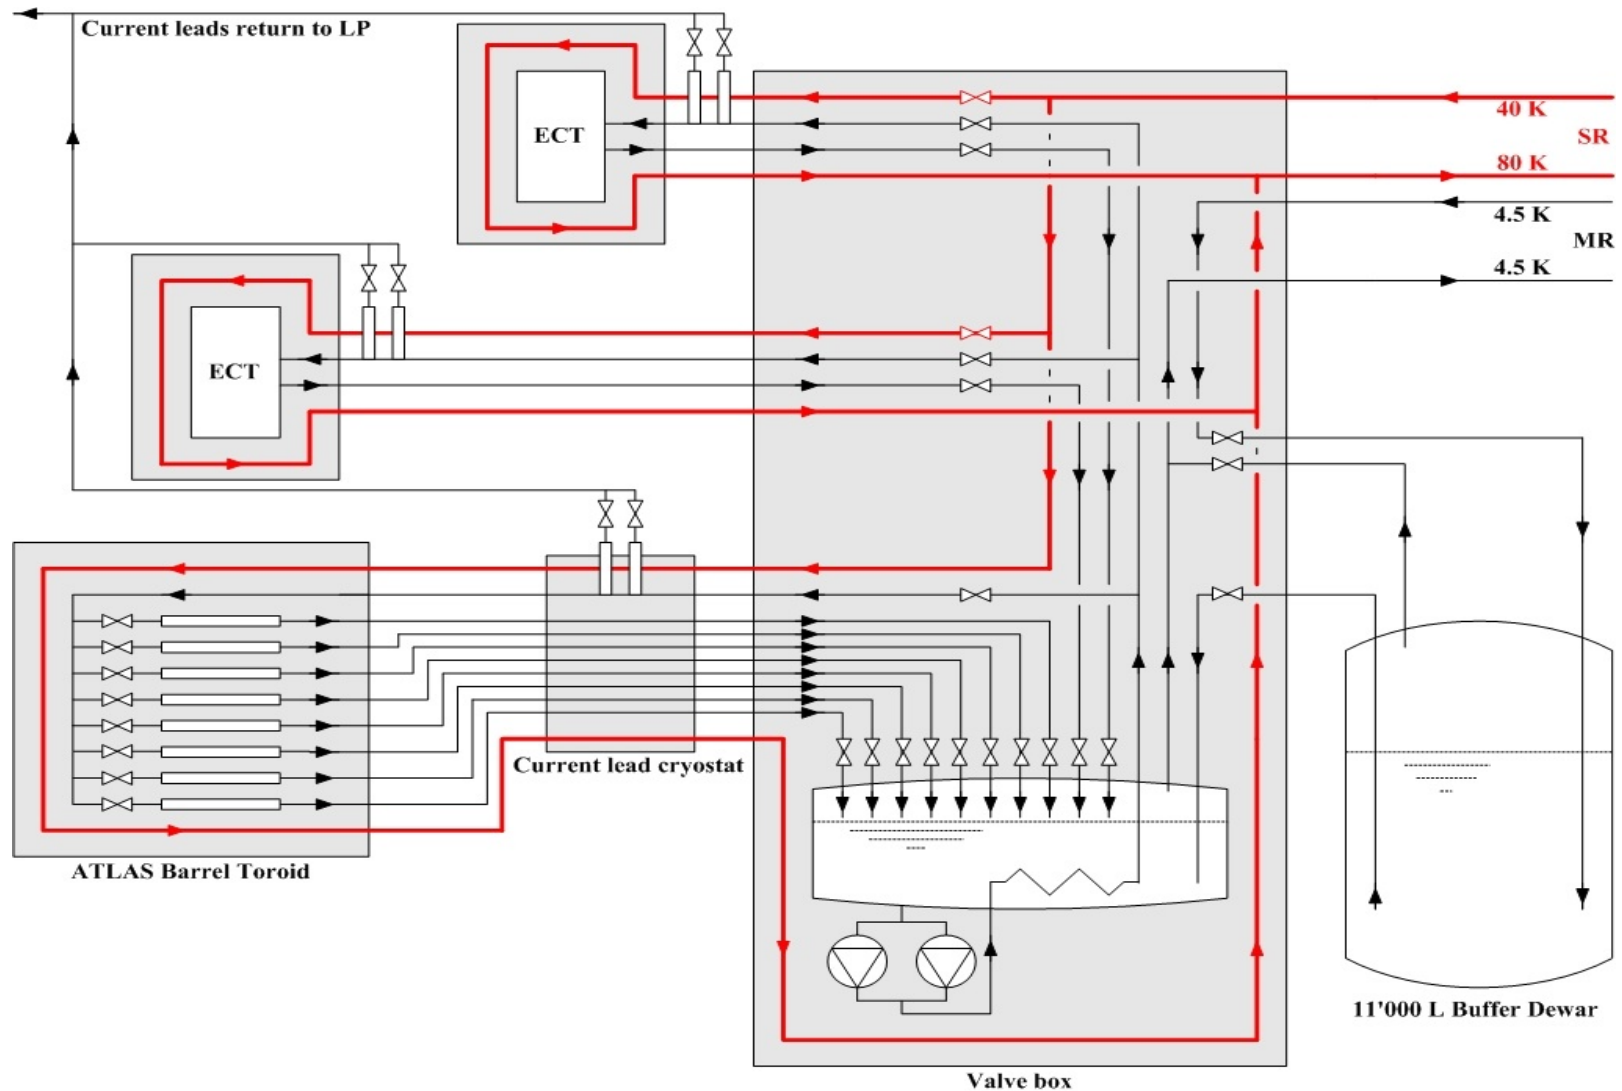 Current leads return to LP
40 K
ECT
SR
80 K
4.5 K
MR
4.5 K
ECT
Current lead cryostat
ATLAS Barrel Toroid
11'000 L Buffer Dewar
Valve box